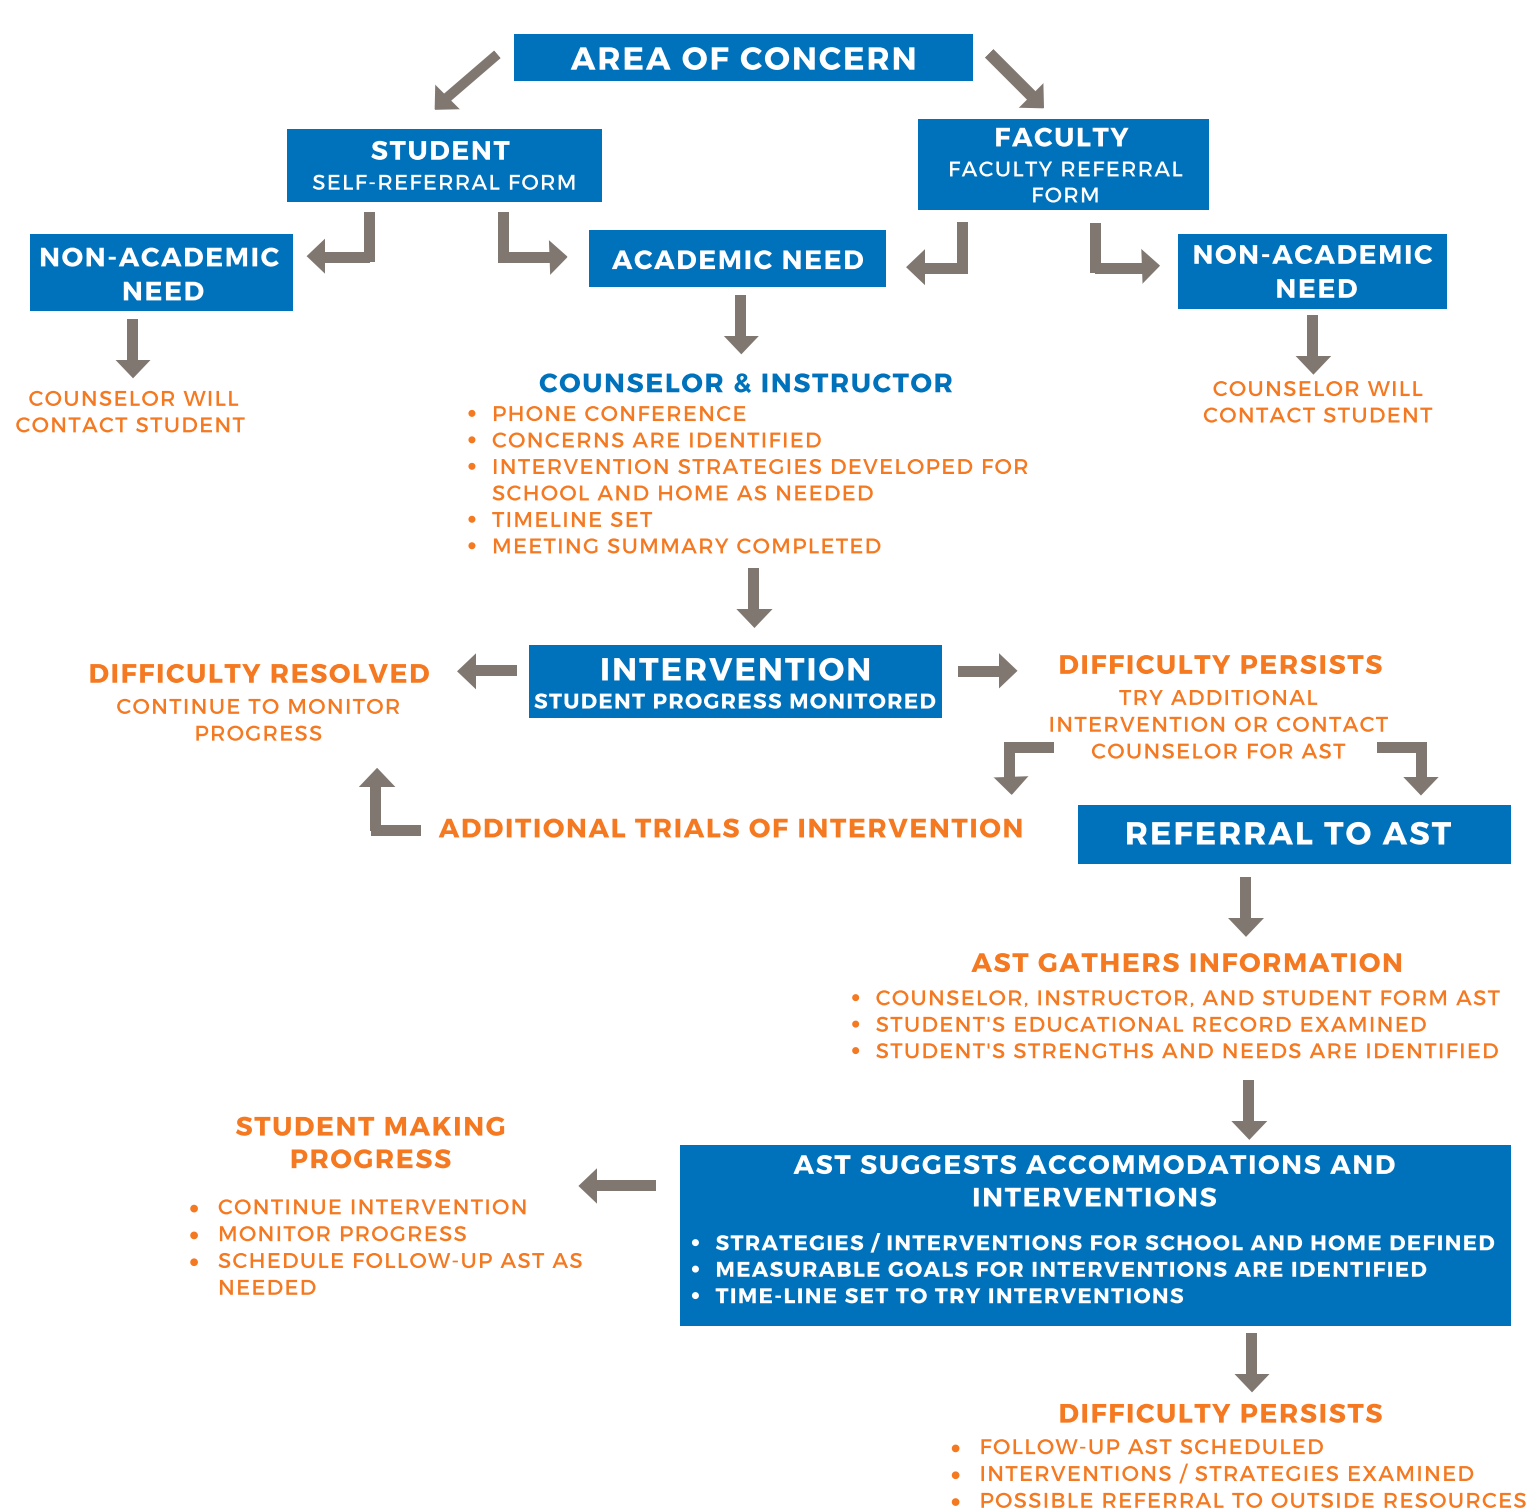 AREA OF CONCERN
STUDENT
SELF-REFERRAL FORM
FACULTY
FACULTY REFERRAL
FORM
NON-ACADEMIC
NEED
ACADEMIC NEED
NON-ACADEMIC
NEED
COUNSELOR WILL
CONTACT STUDENT
COUNSELOR & INSTRUCTOR
• PHONE CONFERENCE
• CONCERNS ARE IDENTIFIED
• INTERVENTION STRATEGIES DEVELOPED FOR
SCHOOL AND HOME AS NEEDED
• TIMELINE SET
• MEETING SUMMARY COMPLETED
COUNSELOR WILL
CONTACT STUDENT
DIFFICULTY RESOLVED
CONTINUE TO MONITOR
PROGRESS
INTERVENTION
STUDENT PROGRESS MONITORED
DIFFICULTY PERSISTS
TRY ADDITIONAL
INTERVENTION OR CONTACT
COUNSELOR FOR AST
ADDITIONAL TRIALS OF INTERVENTION
REFERRAL TO AST
AST GATHERS INFORMATION
• COUNSELOR, INSTRUCTOR, AND STUDENT FORM AST
• STUDENT'S EDUCATIONAL RECORD EXAMINED
• STUDENT'S STRENGTHS AND NEEDS ARE IDENTIFIED
STUDENT MAKING
PROGRESS
• CONTINUE INTERVENTION
• MONITOR PROGRESS
• SCHEDULE FOLLOW-UP AST AS
NEEDED
AST SUGGESTS ACCOMMODATIONS AND
INTERVENTIONS
• STRATEGIES / INTERVENTIONS FOR SCHOOL AND HOME DEFINED
• MEASURABLE GOALS FOR INTERVENTIONS ARE IDENTIFIED
• TIME-LINE SET TO TRY INTERVENTIONS
DIFFICULTY PERSISTS
• FOLLOW-UP AST SCHEDULED
• INTERVENTIONS / STRATEGIES EXAMINED
• POSSIBLE REFERRAL TO OUTSIDE RESOURCES